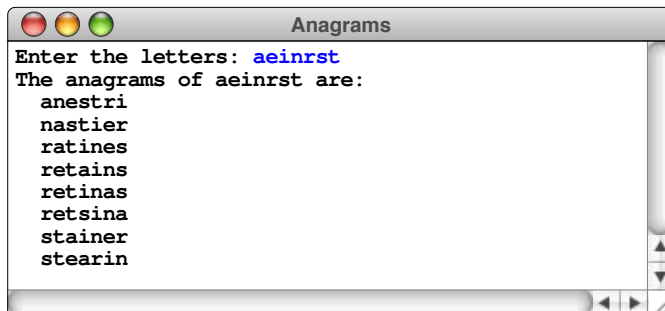 Anagrams
Enter the letters: aeinrst
The anagrams of aeinrst are:
anestri
nastier
ratines
retains
retinas
retsina
stainer
stearin